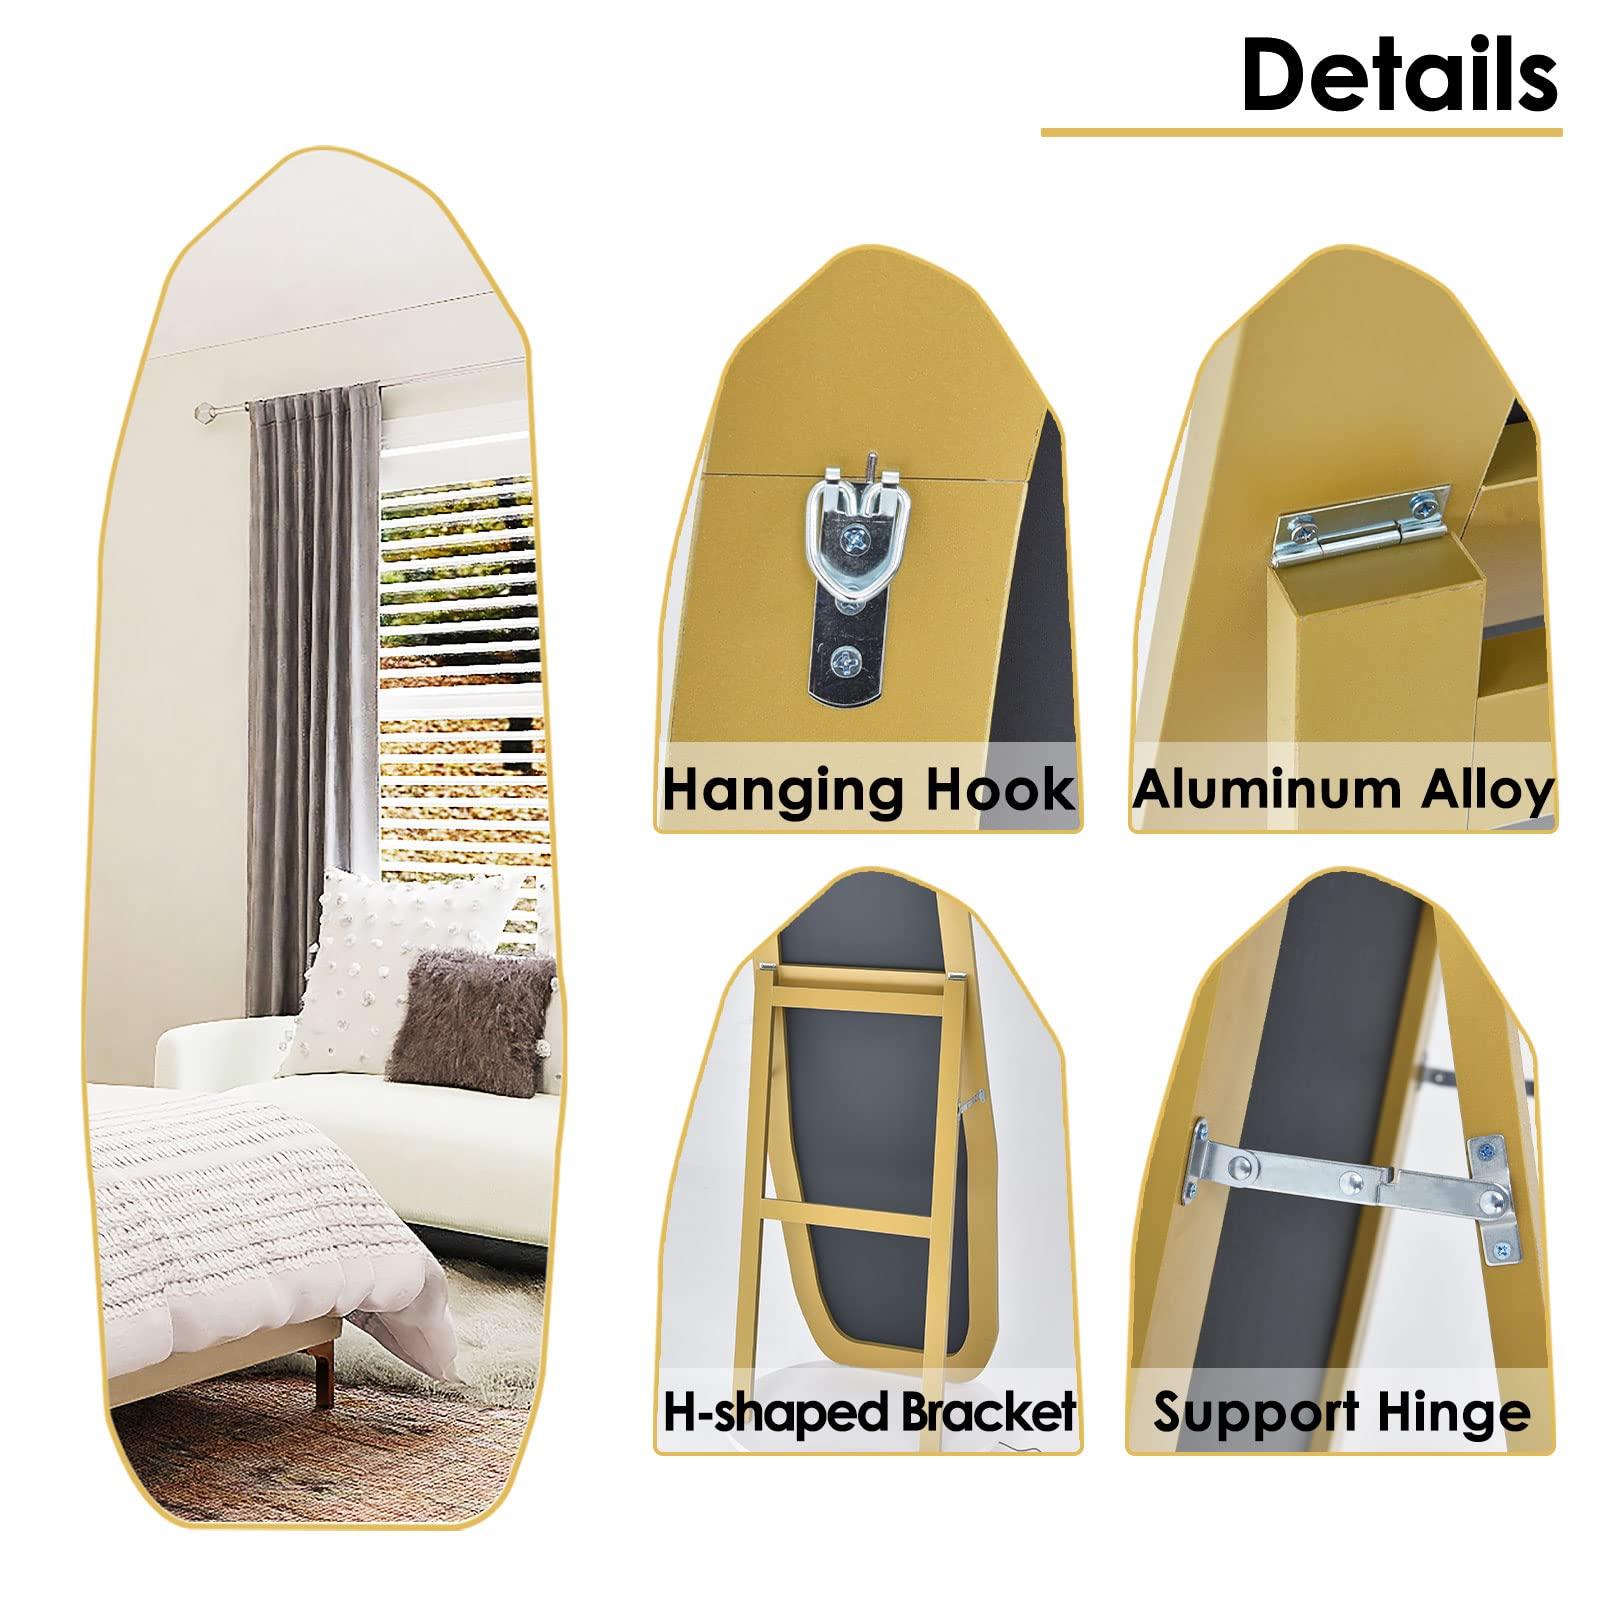 Details
Hanging Hook
Aluminum Alloy
H-shaped Bracket
Support Hinge